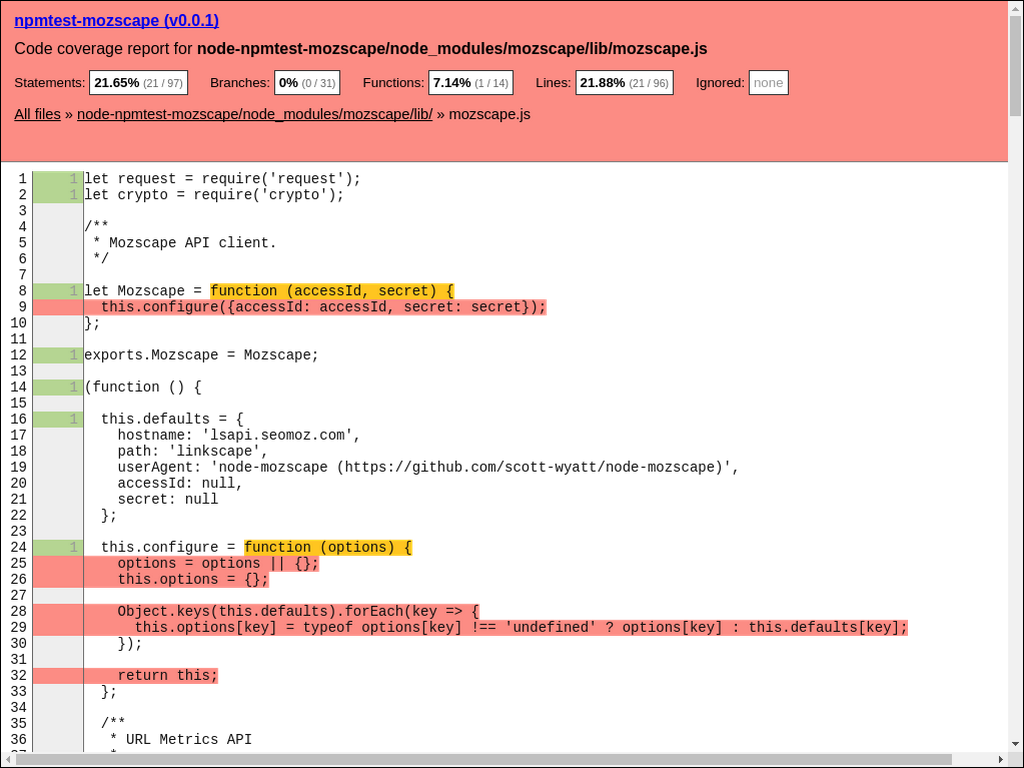 npmtest-mozscape (v0.0.1)
Code coverage report for node-npmtest-mozscape/node_modules/mozscape/lib/mozscape.js
Statements: 21.65% (21 / 97) Branches: 0% (0 / 31) Functions: 7.14% (1 / 14) Lines: 21.88% (21 / 96) Ignored: none
All files » node-npmtest-mozscape/node_modules/mozscape/lib/ » mozscape.js
1 1 let request = require('request');
2 1 let crypto = require('crypto');
3
4 /**
5 * Mozscape API client.
6 */
7
8 1 let Mozscape = function (accessId, secret) {
9 this.configure({accessId: accessId, secret: secret});
10 };
11
12 1 exports.Mozscape = Mozscape;
13
14 1 (function () {
15
16 1 this.defaults = {
17 hostname: 'lsapi.seomoz.com',
18 path: 'linkscape',
19 userAgent: 'node-mozscape (https://github.com/scott-wyatt/node-mozscape)',
20 accessId: null,
21 secret: null
22 };
23
24 1 this.configure = function (options) {
25 options = options || {};
26 this.options = {};
27
28 Object.keys(this.defaults).forEach(key => {
29 this.options[key] = typeof options[key] !== 'undefined' ? options[key] : this.defaults[key];
30 });
31
32 return this;
33 };
34
35 /**
36 * URL Metrics API